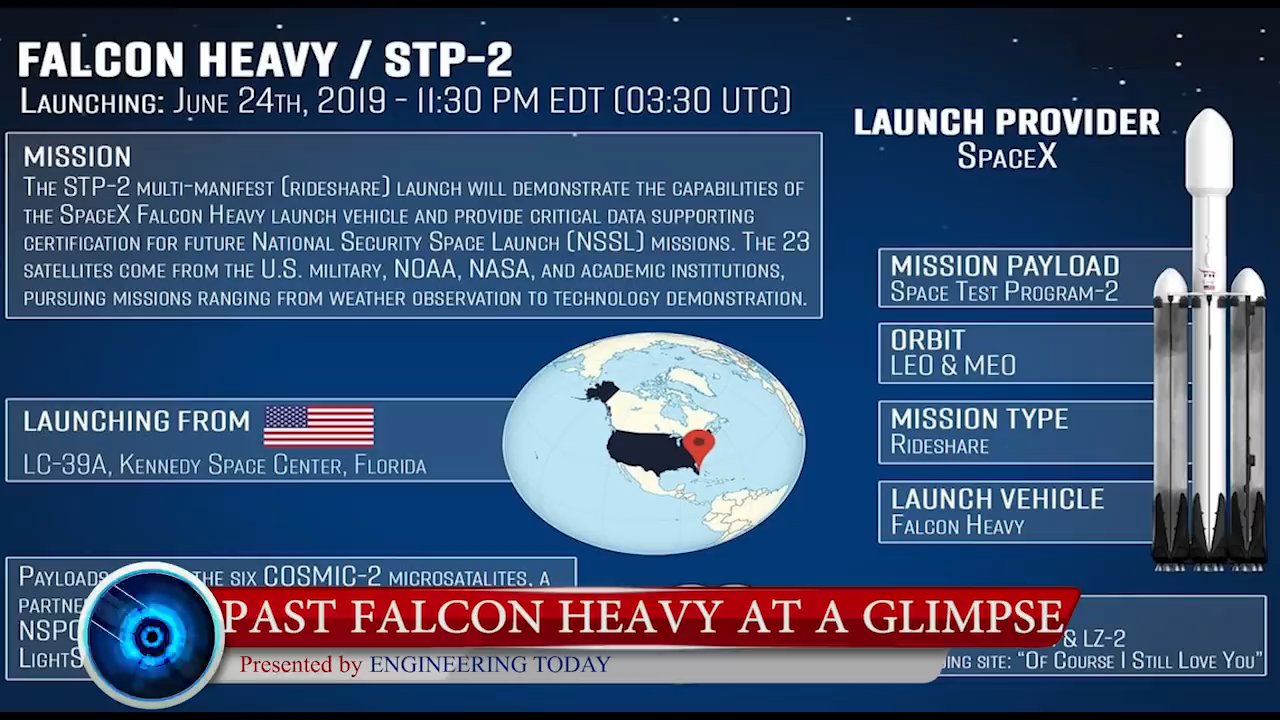 FALCON HEAVY / STP-2
LAUNCHING: JUNE 24TH, 2019 - 11:30 PM EDT (03:30 UTC)
MISSION
THE STP-2 MULTI-MANIFEST (RIDESHARE) LAUNCH WILL DEMONSTRATE THE CAPABILITIES OF
THE SPACEX FALCON HEAVY LAUNCH VEHICLE AND PROVIDE CRITICAL DATA SUPPORTING
CERTIFICATION FOR FUTURE NATIONAL SECURITY SPACE LAUNCH (NSSL) MISSIONS. THE 23
SATELLITES COME FROM THE U.S. MILITARY, NOAA, NASA, AND ACADEMIC INSTITUTIONS,
PURSUING MISSIONS RANGING FROM WEATHER OBSERVATION TO TECHNOLOGY DEMONSTRATION.
LAUNCHING FROM
LC-39A, KENNEDY SPACE CENTER, FLORIDA
LAUNCH PROVIDER
SPACEX
MISSION PAYLOAD
SPACE TEST PROGRAM-2
ORBIT
LEO & MEO
MISSION TYPE
RIDESHARE
LAUNCH VEHICLE
FALCON HEAVY
PAYLOADS THE SIX COSMIC-2 MICROSATALITES, A
& LZ-2
SITE: "OF COURSE I STILL LOVE YOU"
PAST FALCON HEAVY AT A GLIMPSE
Presented by ENGINEERING TODAY